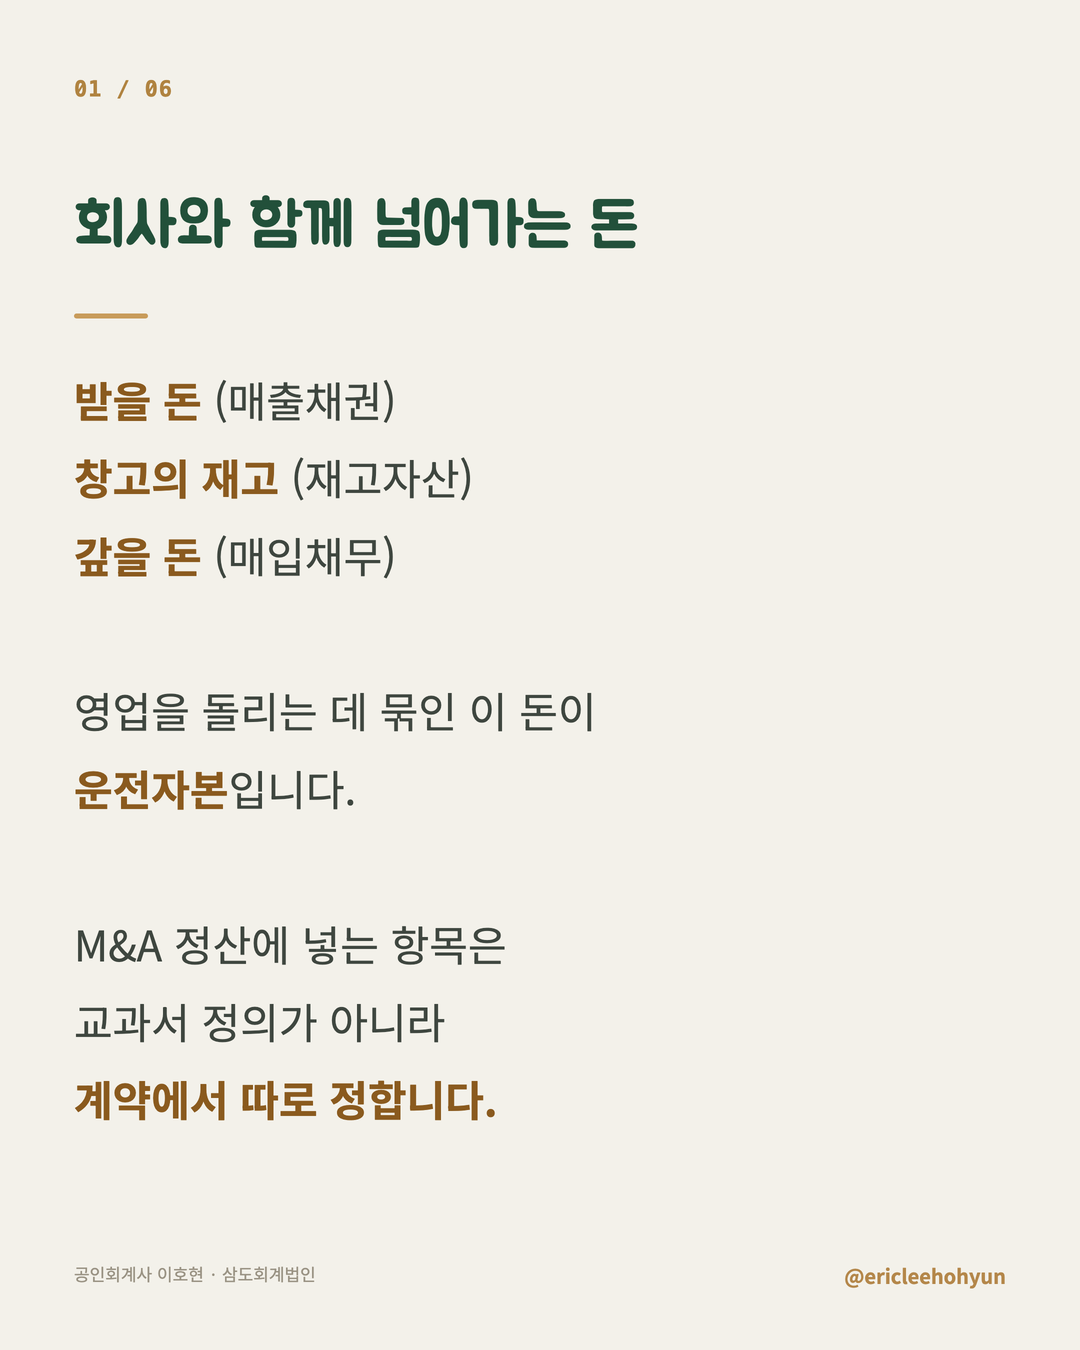 01 / 06
회사와 함께 넘어가는 돈
받을 돈 (매출채권)
창고의 재고 (재고자산)
갚을 돈 (매입채무)
영업을 돌리는 데 묶인 이 돈이
운전자본입니다.
M&A 정산에 넣는 항목은
교과서 정의가 아니라
계약에서 따로 정합니다.
공인회계사 이호현 · 삼도회계법인
@ericleehohyun